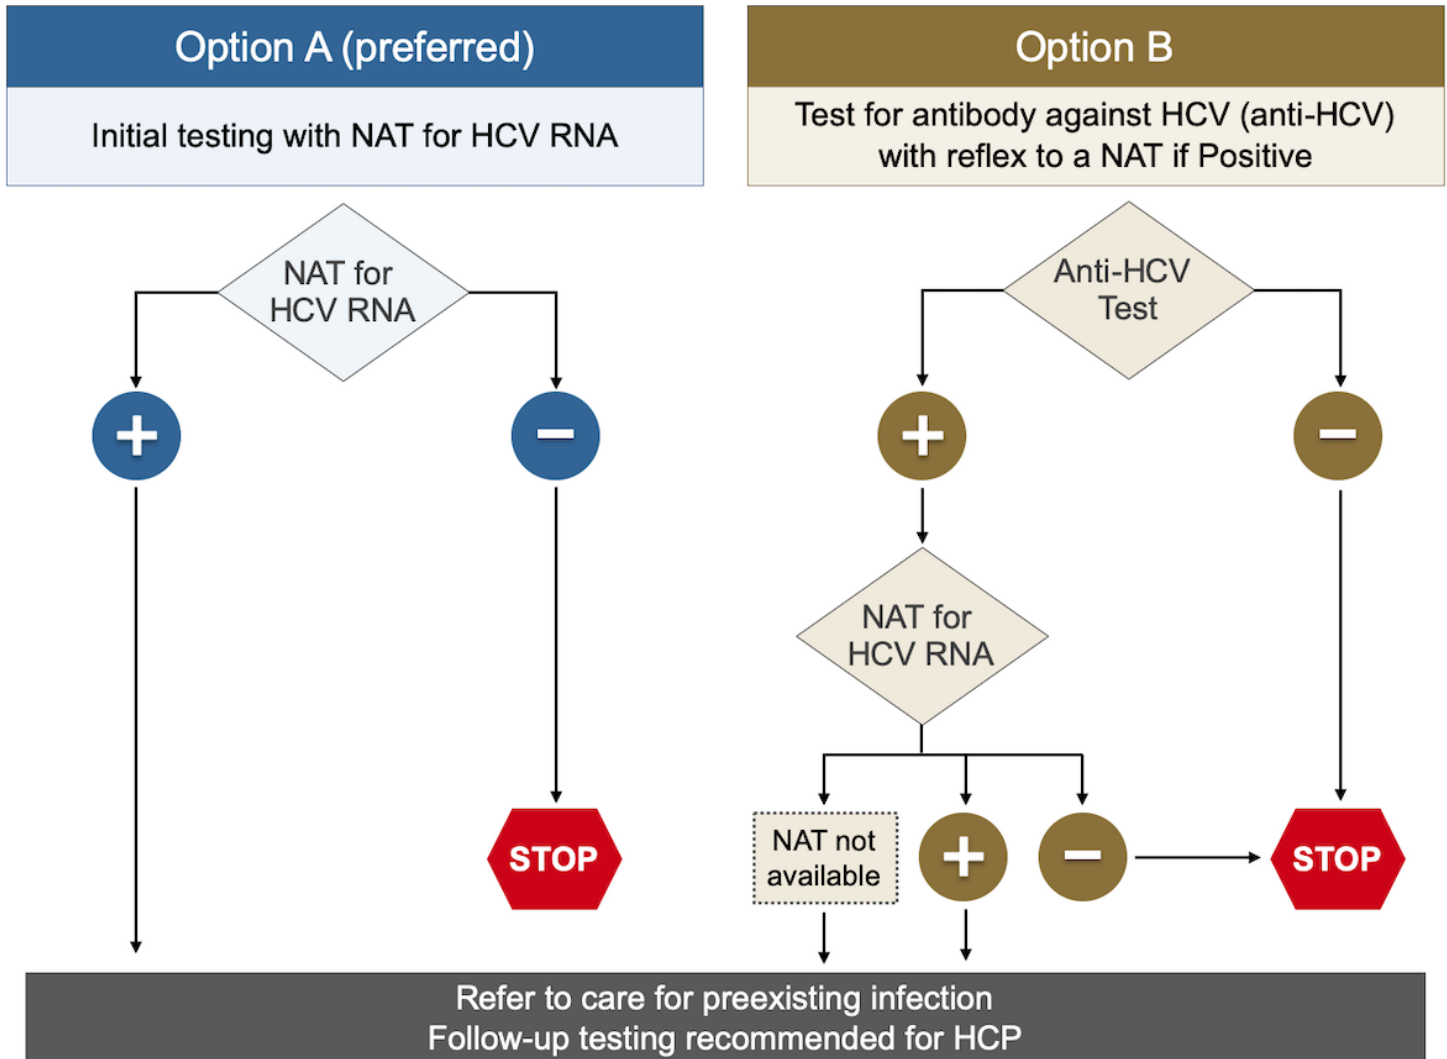 Option A (preferred)
Initial testing with NAT for HCV RNA
NAT for
HCV RNA
STOP
Option B
Test for antibody against HCV (anti-HCV)
with reflex to a NAT if Positive
Anti-HCV
Test
NAT for
HCV RNA
NAT not
available
STOP
Refer to care for preexisting infection
Follow-up testing recommended for HCP